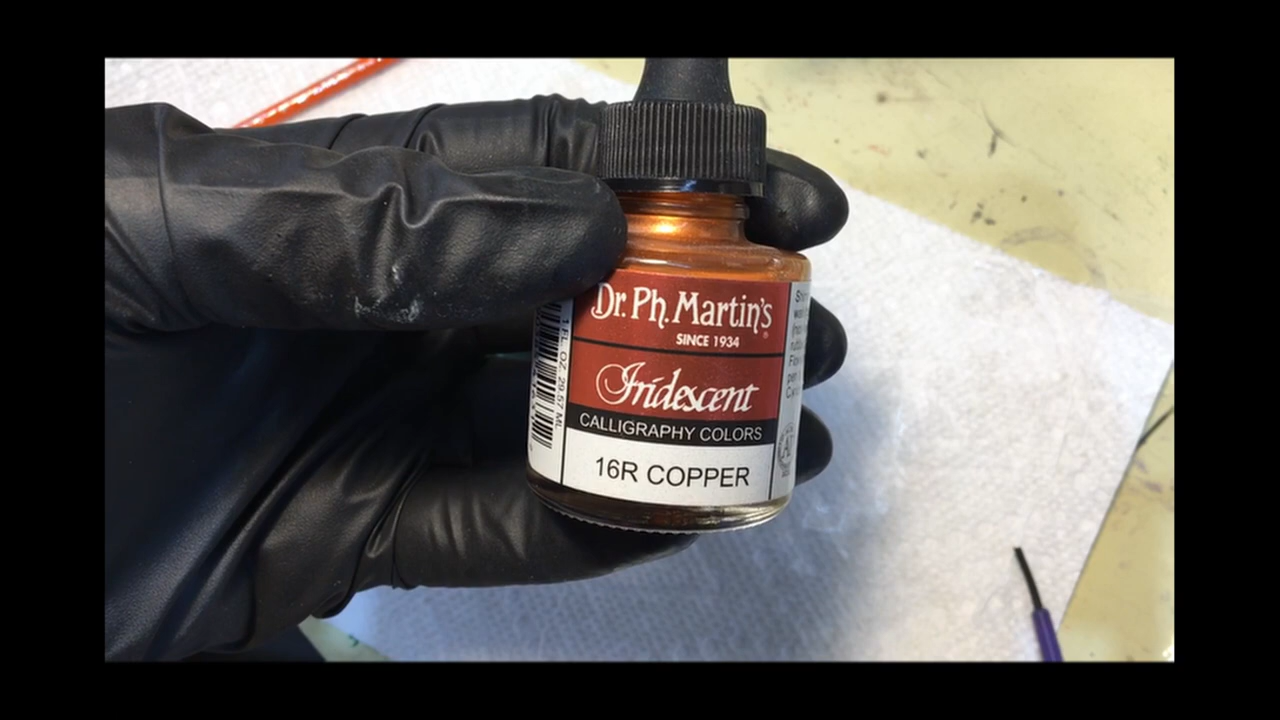 Dr. Ph. Martin's
SINCE 1934
Iridescent
CALLIGRAPHY COLORS
16R COPPER
1 FL. OZ. 29.57 ML